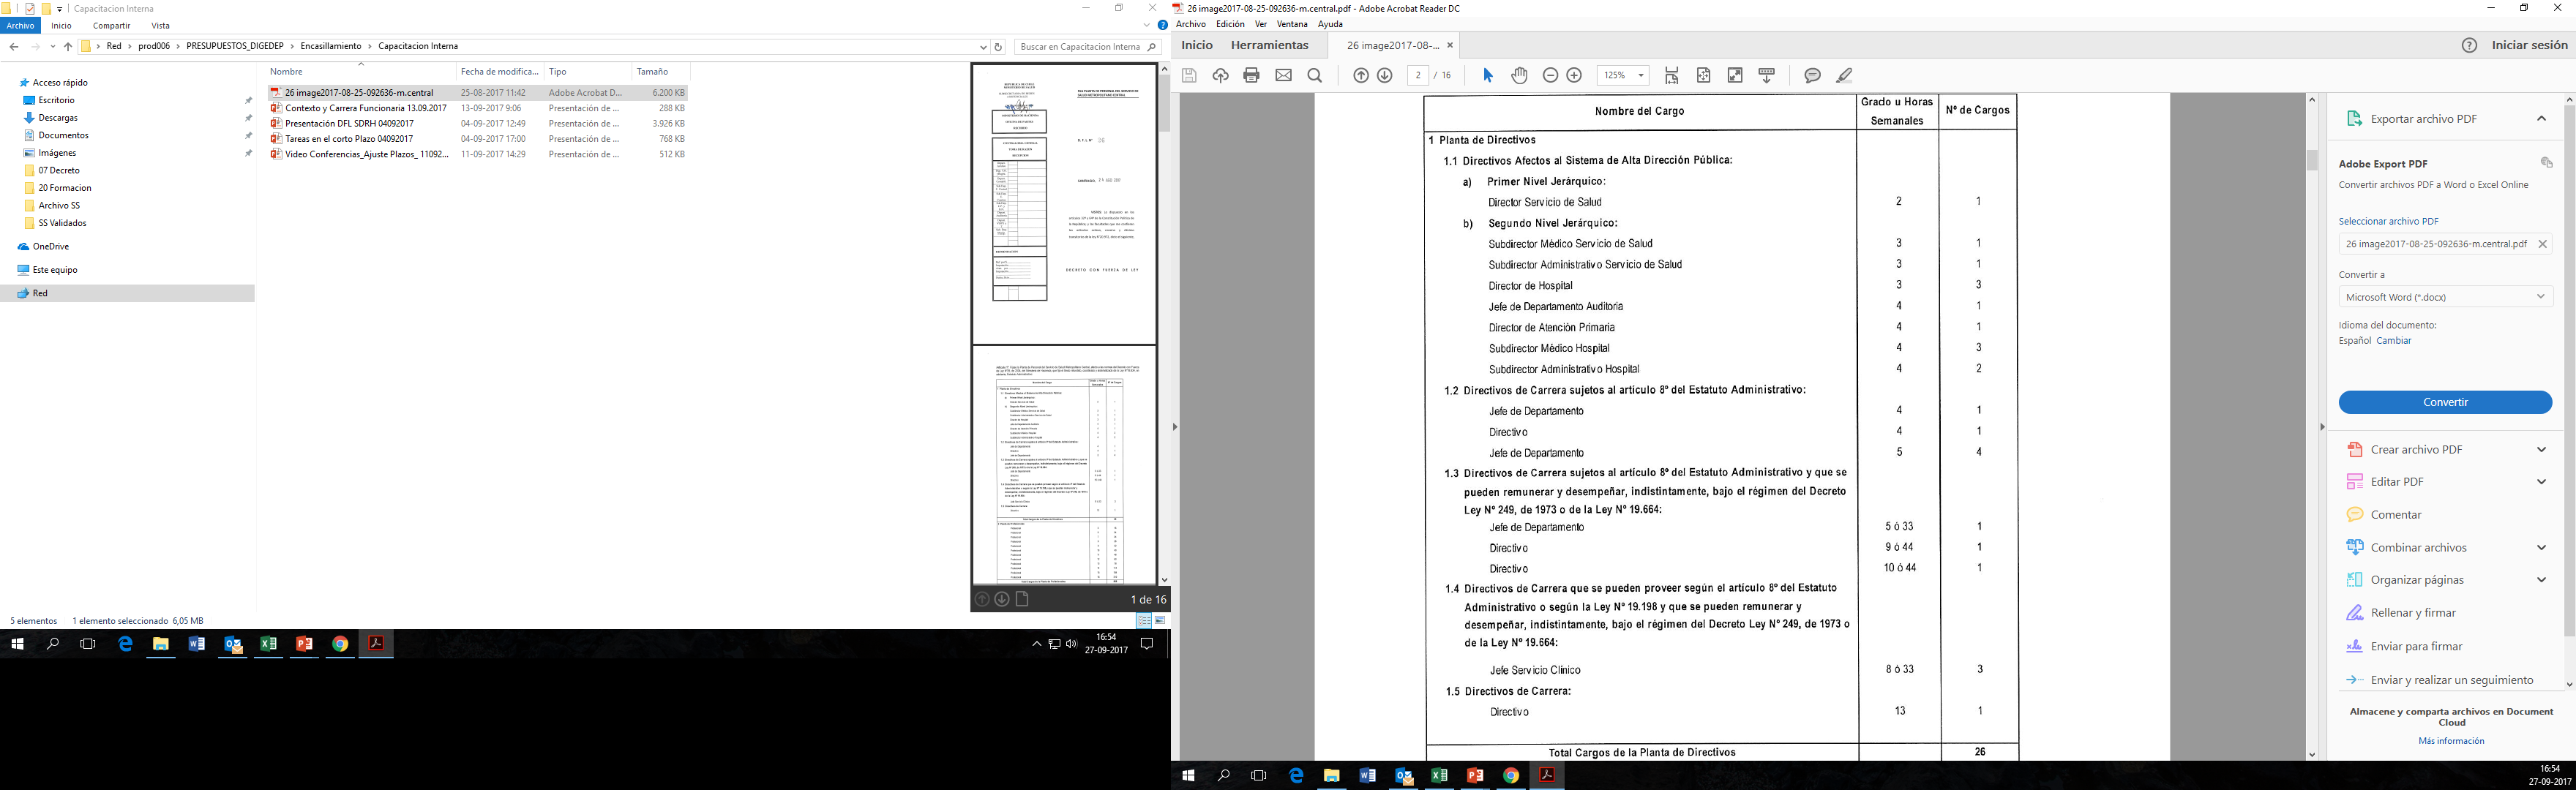 Capacitacion Interna
Archivo Inicio Compartir Vista
Red prod006 PRESUPUESTOS_DIGEDEP Encasillamiento Capacitacion Interna
Buscar en Capacitacion Interna
Nombre Fecha de modifica... Tipo Tamaño
Acceso rápido
Escritorio
Descargas
Documentos
Imágenes
07 Decreto
20 Formacion
Archivo SS
SS Validados
OneDrive
Este equipo
Red
26 image2017-08-25-092636-m.central 25-08-2017 11:42 Adobe Acrobat D... 6.200 KB
Contexto y Carrera Funcionaria 13.09.2017 13-09-2017 9:06 Presentación de ... 288 KB
Presentación DFL SDRH 04092017 04-09-2017 12:49 Presentación de ... 3.926 KB
Tareas en el corto Plazo 04092017 04-09-2017 17:00 Presentación de ... 768 KB
Video Conferencias_Ajuste Plazos_ 11092... 11-09-2017 14:29 Presentación de ... 512 KB
DECRETO CON FUERZA DE LEY
1 de 16
5 elementos 1 elemento seleccionado 6,05 MB
16:54
27-09-2017
26 image2017-08-25-092636-m.central.pdf - Adobe Acrobat Reader DC
Archivo Edición Ver Ventana Ayuda
Inicio Herramientas 26 image2017-08-... × Iniciar sesión
2 / 16 125%
Nombre del Cargo Grado u Horas Semanales Nº de Cargos
1 Planta de Directivos
1.1 Directivos Afectos al Sistema de Alta Dirección Pública:
a) Primer Nivel Jerárquico:
Director Servicio de Salud 2 1
b) Segundo Nivel Jerárquico:
Subdirector Médico Servicio de Salud 3 1
Subdirector Administrativo Servicio de Salud 3 1
Director de Hospital 3 3
Jefe de Departamento Auditoria 4 1
Director de Atención Primaria 4 1
Subdirector Médico Hospital 4 3
Subdirector Administrativo Hospital 4 2
1.2 Directivos de Carrera sujetos al artículo 8º del Estatuto Administrativo:
Jefe de Departamento 4 1
Directivo 4 1
Jefe de Departamento 5 4
1.3 Directivos de Carrera sujetos al artículo 8º del Estatuto Administrativo y que se
pueden remunerar y desempeñar, indistintamente, bajo el régimen del Decreto
Ley Nº 249, de 1973 o de la Ley Nº 19.664:
Jefe de Departamento 5 ó 33 1
Directivo 9 ó 44 1
Directivo 10 ó 44 1
1.4 Directivos de Carrera que se pueden proveer según el artículo 8º del Estatuto
Administrativo o según la Ley Nº 19.198 y que se pueden remunerar y
desempeñar, indistintamente, bajo el régimen del Decreto Ley Nº 249, de 1973 o
de la Ley Nº 19.664:
Jefe Servicio Clínico 8 ó 33 3
1.5 Directivos de Carrera:
Directivo 13 1
Total Cargos de la Planta de Directivos 26
Exportar archivo PDF
Adobe Export PDF
Convertir archivos PDF a Word o Excel Online
Seleccionar archivo PDF
26 image2017-08-25-092636-m.central.pdf
Convertir a
Microsoft Word (*.docx)
Idioma del documento:
Español Cambiar
Convertir
Crear archivo PDF
Editar PDF
Comentar
Combinar archivos
Organizar páginas
Rellenar y firmar
Enviar para firmar
Enviar y realizar un seguimiento
Almacene y comparta archivos en Document
Cloud
Más información
16:54
27-09-2017